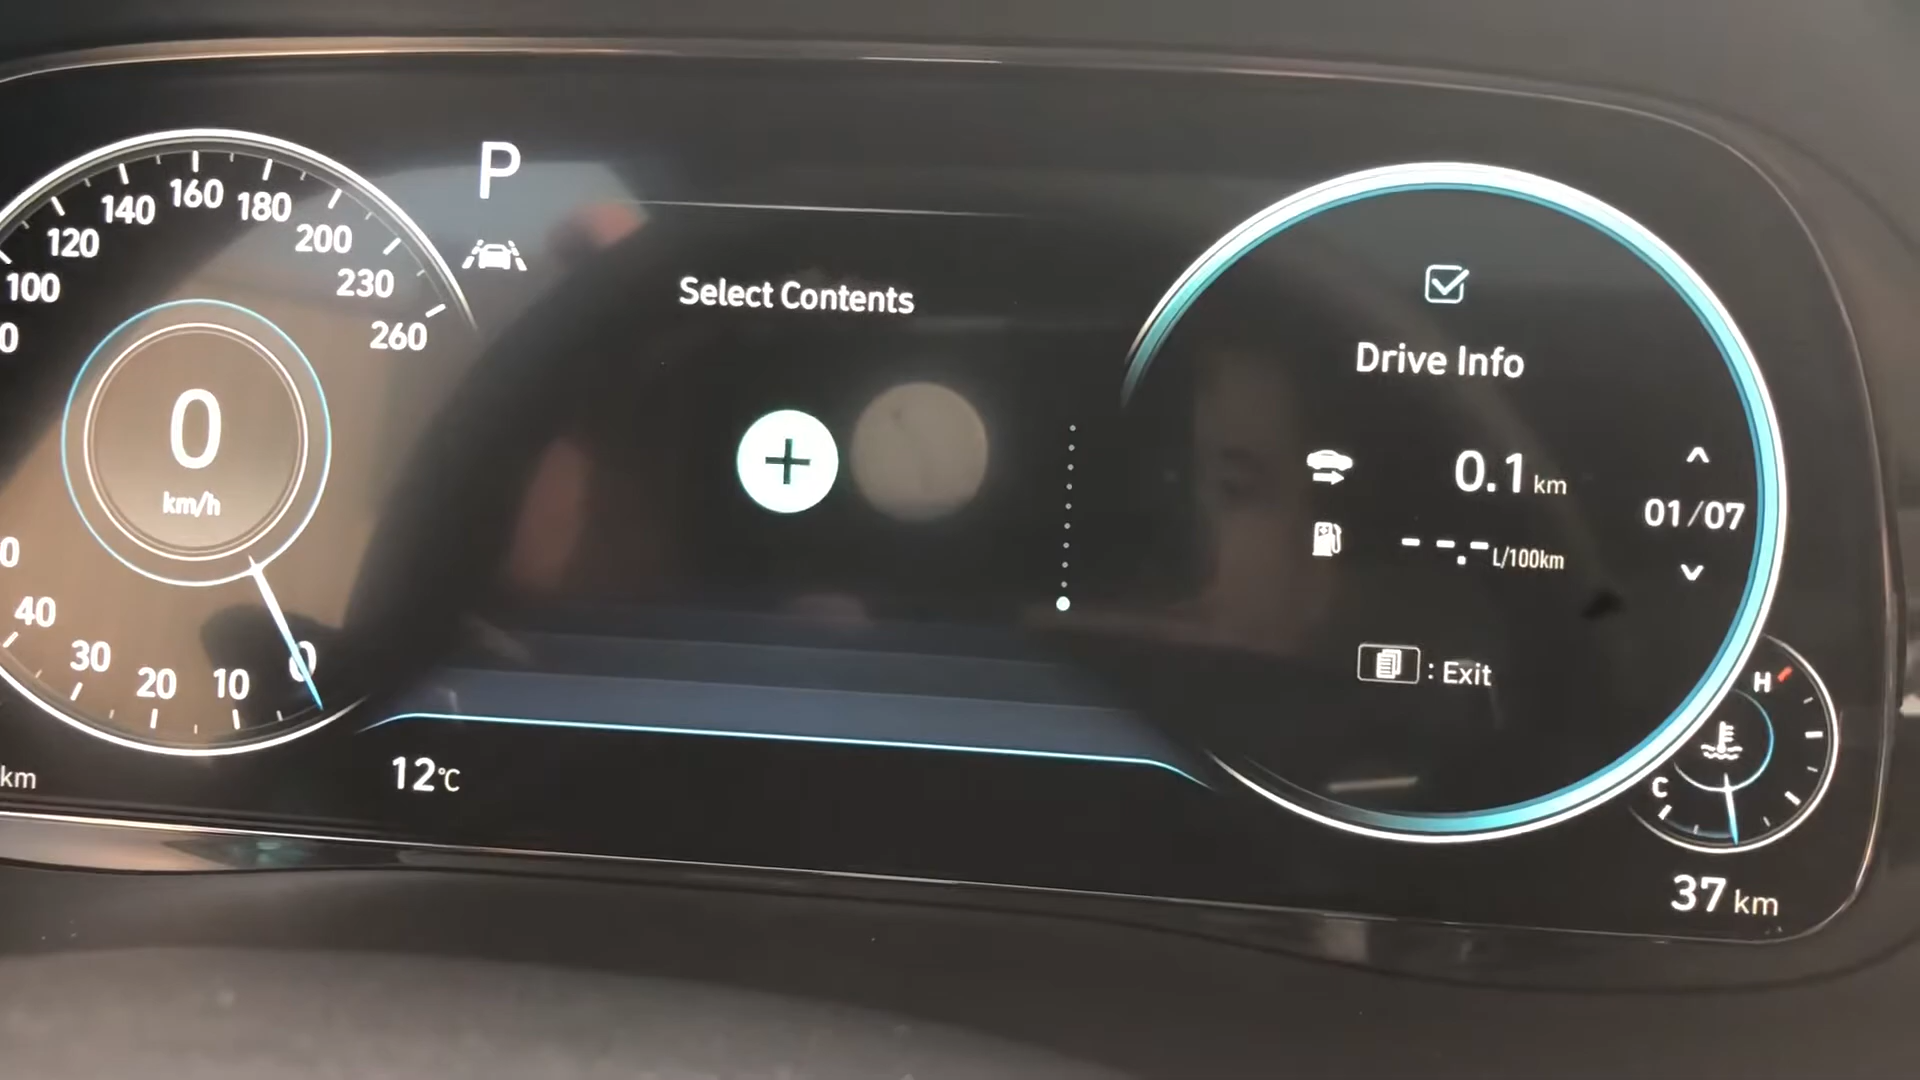 P
160
140
180
120
200
100
230
260
0
km/h
40
30
20
10
0
km
12°C
Select Contents
Drive Info
0.1 km
--.- L/100km
01/07
: Exit
H
C
37 km